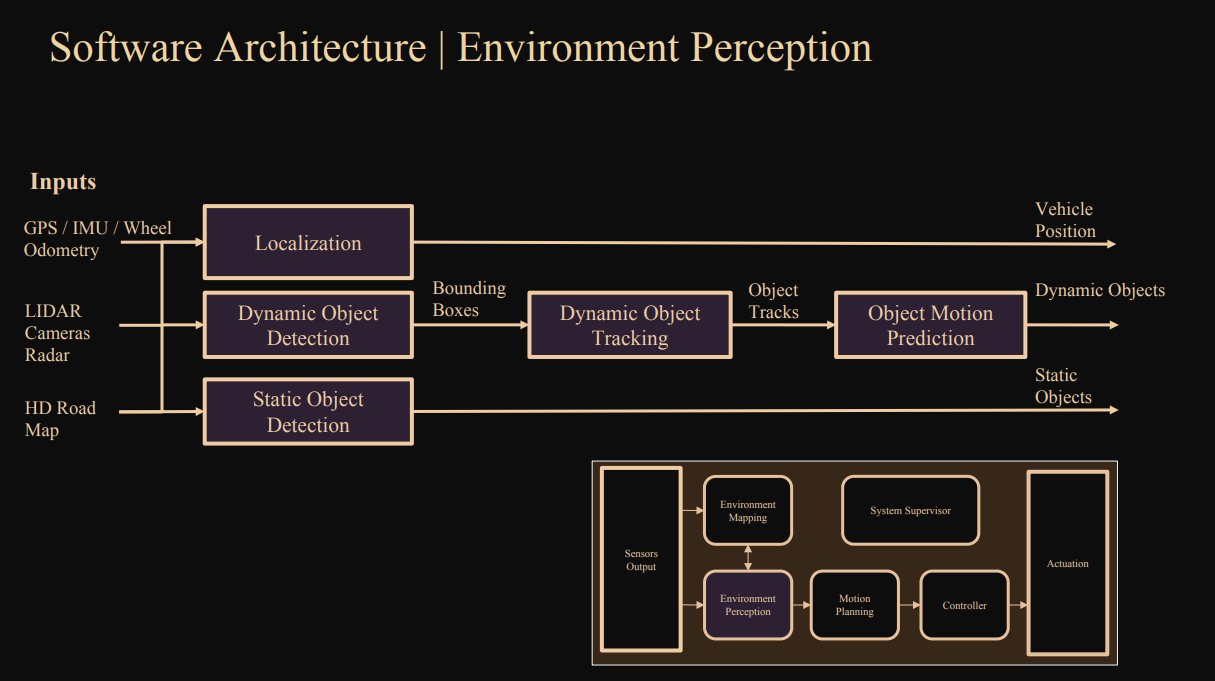 Software Architecture | Environment Perception
Inputs
GPS / IMU / Wheel
Odometry
Localization
Vehicle
Position
LIDAR
Cameras
Radar
Dynamic Object
Detection
Bounding
Boxes
Dynamic Object
Tracking
Object
Tracks
Object Motion
Prediction
Dynamic Objects
HD Road
Map
Static Object
Detection
Static
Objects
Sensors
Output
Environment
Mapping
System Supervisor
Environment
Perception
Motion
Planning
Controller
Actuation